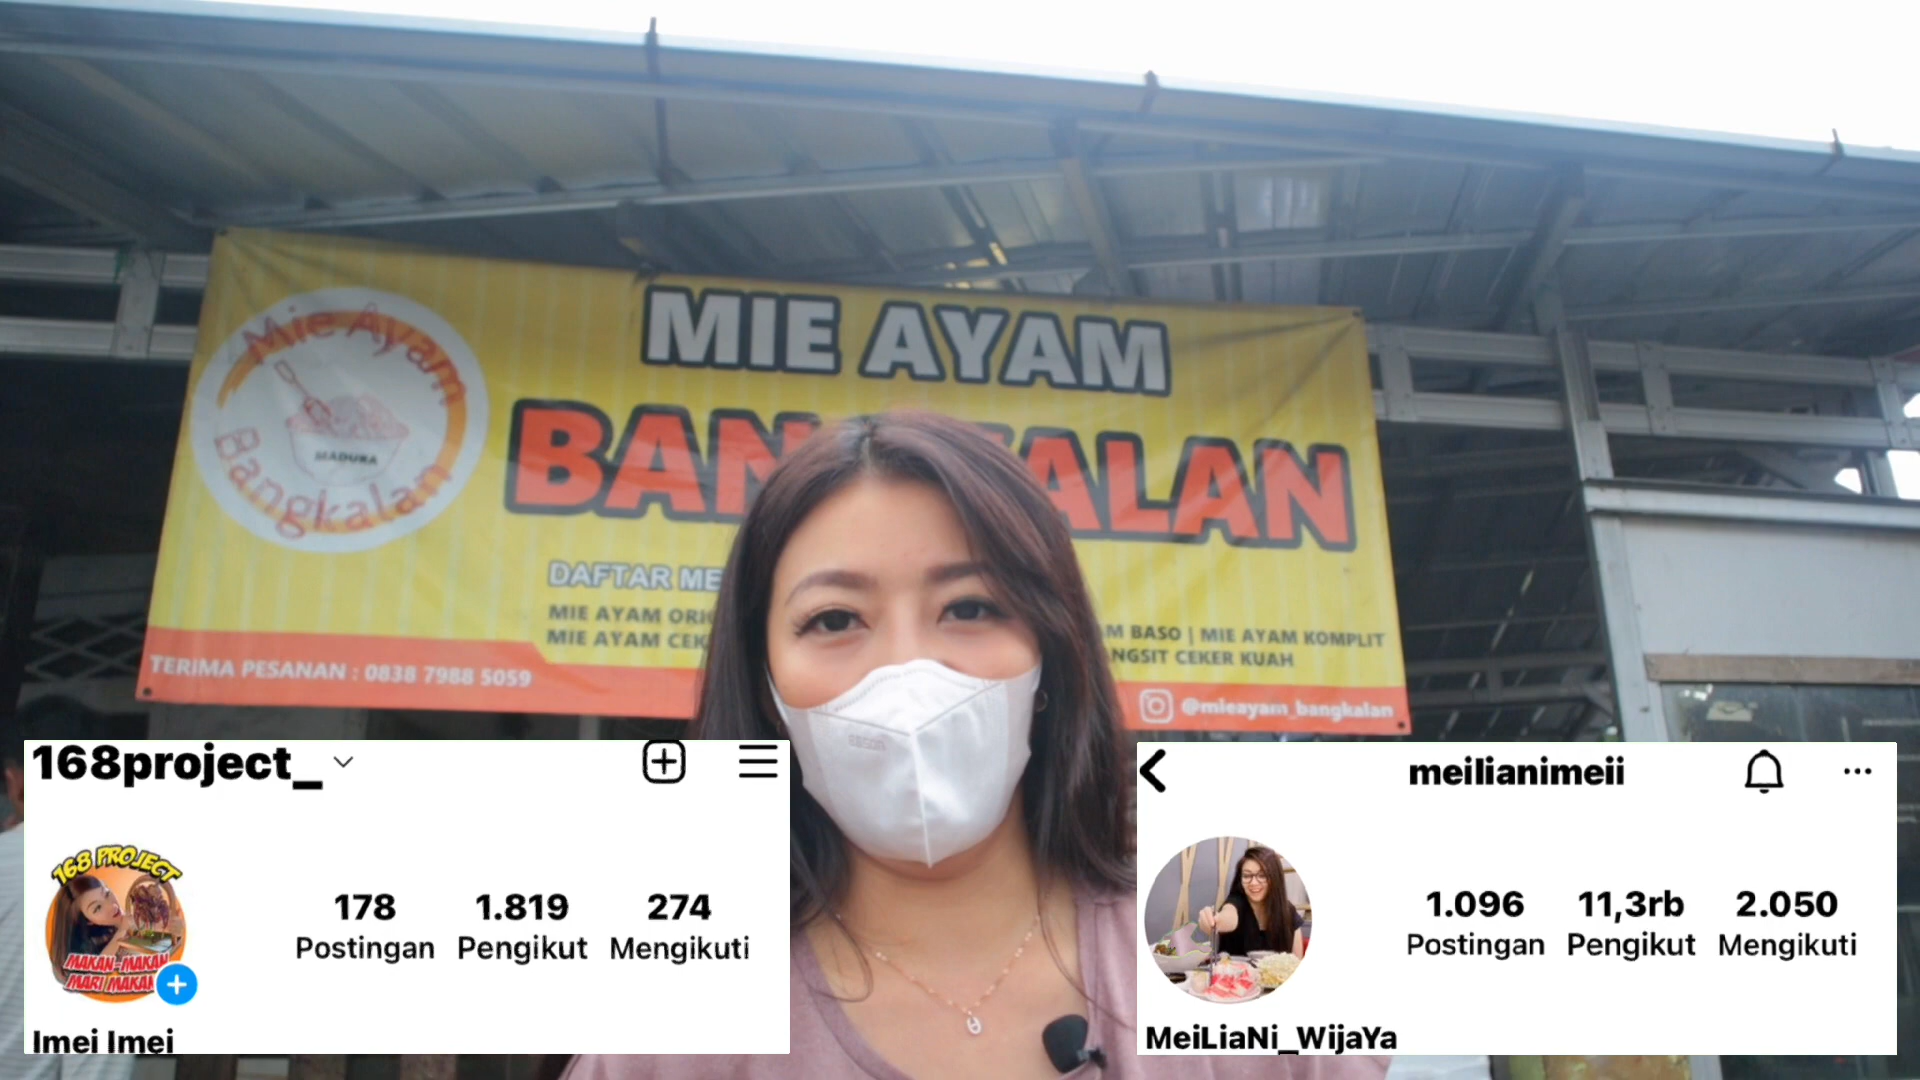 Mie Ayam
MADURA
Bangkalan
MIE AYAM
BAN KALAN
DAFTAR ME
MIE AYAM ORIG
MIE AYAM CEK
M BASO | MIE AYAM KOMPLIT
NGSIT CEKER KUAH
TERIMA PESANAN : 0838 7988 5059
@mieayam_bangkalan
168project_
168 PROJECT
MAKAN-MAKAN
MARI MAKAN
178
Postingan
1.819
Pengikut
274
Mengikuti
Imei Imei
meilianimeii
1.096
Postingan
11,3rb
Pengikut
2.050
Mengikuti
MeiLiaNi_WijaYa